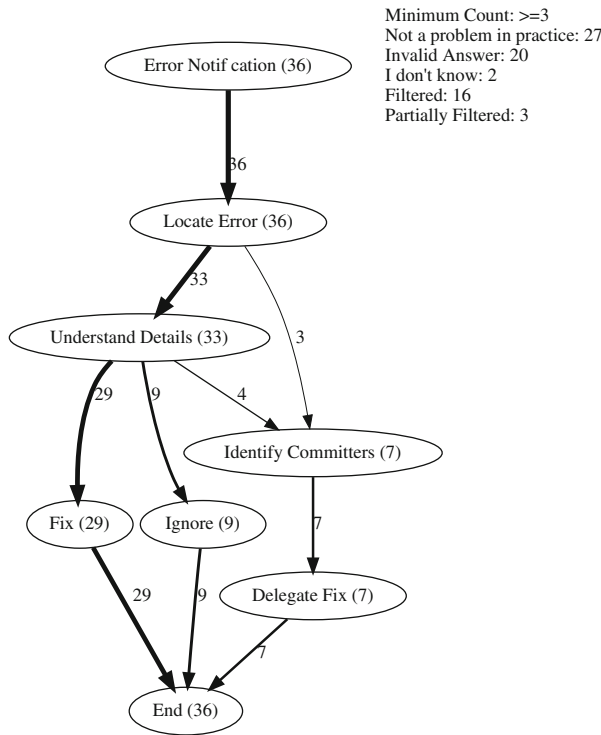 Minimum Count: >=3
Not a problem in practice: 27
Invalid Answer: 20
I don't know: 2
Filtered: 16
Partially Filtered: 3
Error Notif cation (36)
36
Locate Error (36)
33
3
Understand Details (33)
29
9
4
Identify Committers (7)
7
Fix (29)
Ignore (9)
Delegate Fix (7)
29
9
7
End (36)